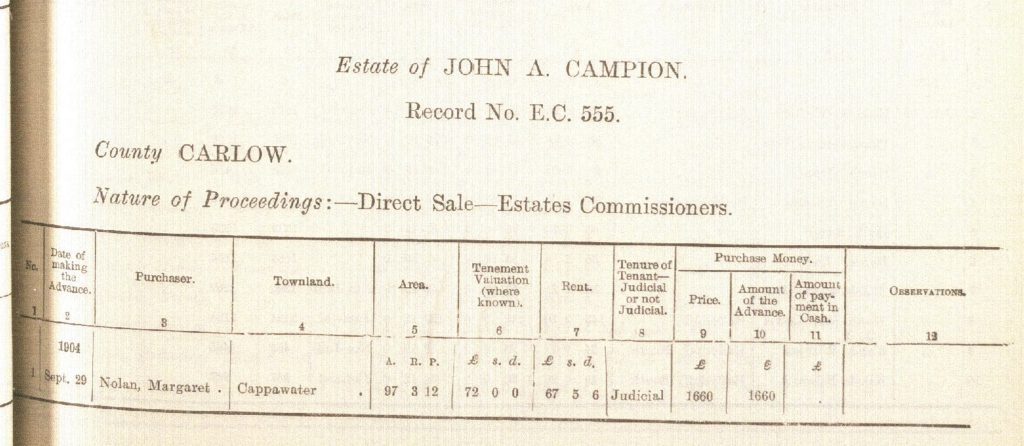 Estate of JOHN A. CAMPION.
Record No. E.C. 555.
County CARLOW.
Nature of Proceedings:—Direct Sale—Estates Commissioners.
No. Date of making the Advance. Purchaser. Townland. Area. Tenement Valuation (where known). Rent. Tenure of Tenant—Judicial or not Judicial. Purchase Money. Price. Amount of the Advance. Amount of payment in Cash. OBSERVATIONS.
1 2 3 4 5 6 7 8 9 10 11 12
1904 A. R. P. £ s. d. £ s. d. £ £ £
1 Sept. 29 Nolan, Margaret . Cappawater . 97 3 12 72 0 0 67 5 6 Judicial 1660 1660